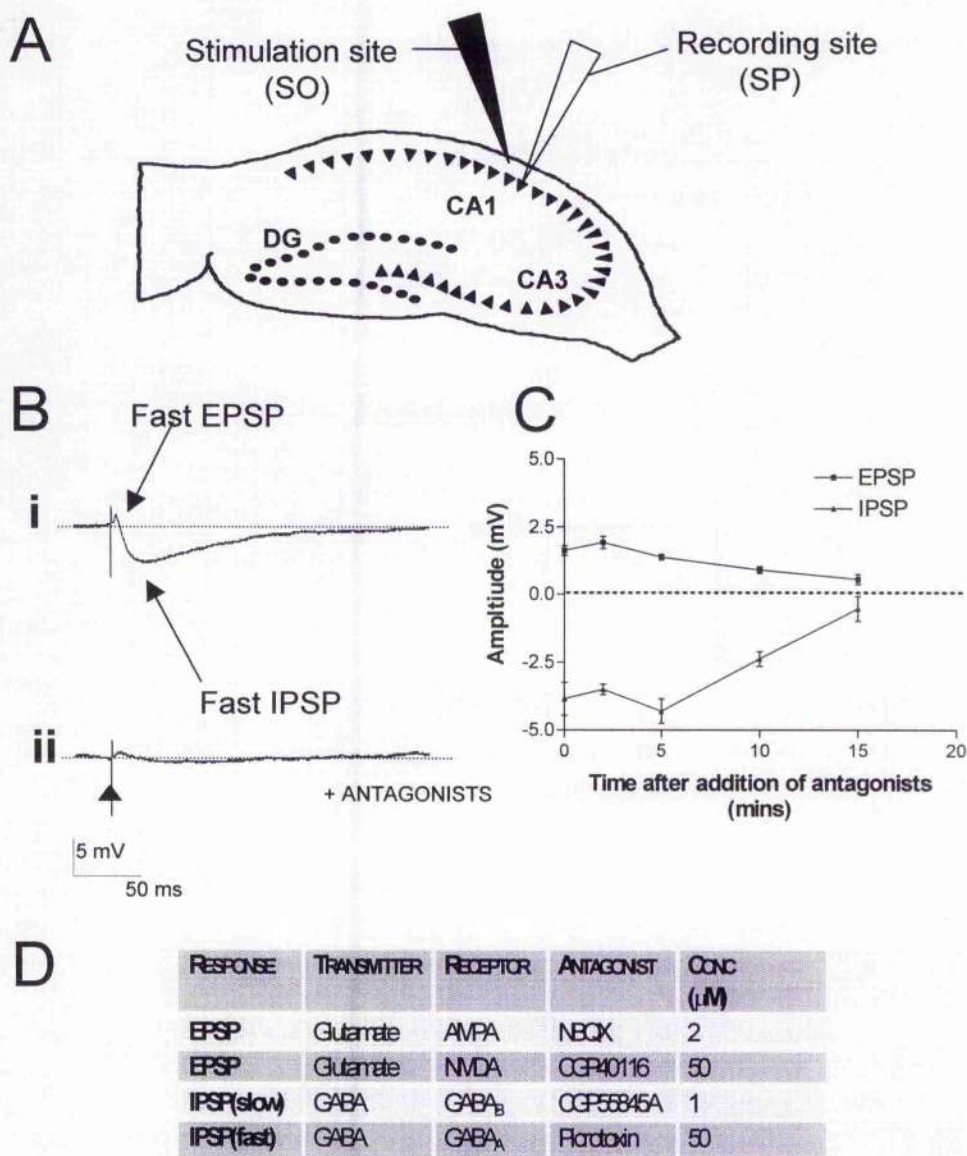 A
Stimulation site
(SO)
Recording site
(SP)
CA1
DG
CA3
B
Fast EPSP
i
Fast IPSP
ii
+ ANTAGONISTS
5 mV
50 ms
C
5.0
2.5
0.0
-2.5
-5.0
Ampltiude (mV)
EPSP
IPSP
0 5 10 15 20
Time after addition of antagonists
(mins)
D
RESPONSE TRANSMITTER RECEPTOR ANTAGONIST CONC
(µM)
EPSP Glutamate AMPA NBQX 2
EPSP Glutamate NMDA CGP40116 50
IPSP(slow) GABA GABAB CGP55845A 1
IPSP(fast) GABA GABAA Picrotoxin 50